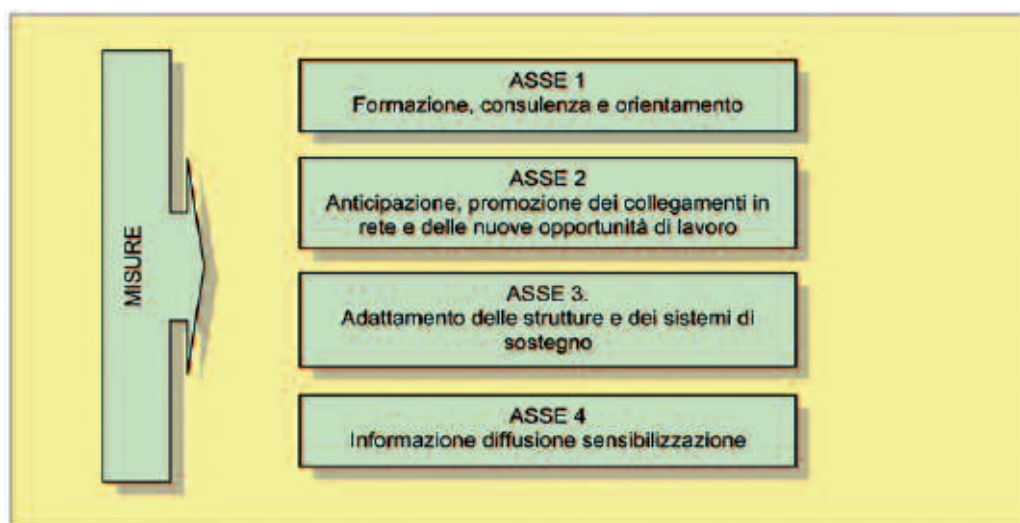 MISURE
ASSE 1
Formazione, consulenza e orientamento
ASSE 2
Anticipazione, promozione dei collegamenti in
rete e delle nuove opportunità di lavoro
ASSE 3.
Adattamento delle strutture e dei sistemi di
sostegno
ASSE 4
Informazione diffusione sensibilizzazione